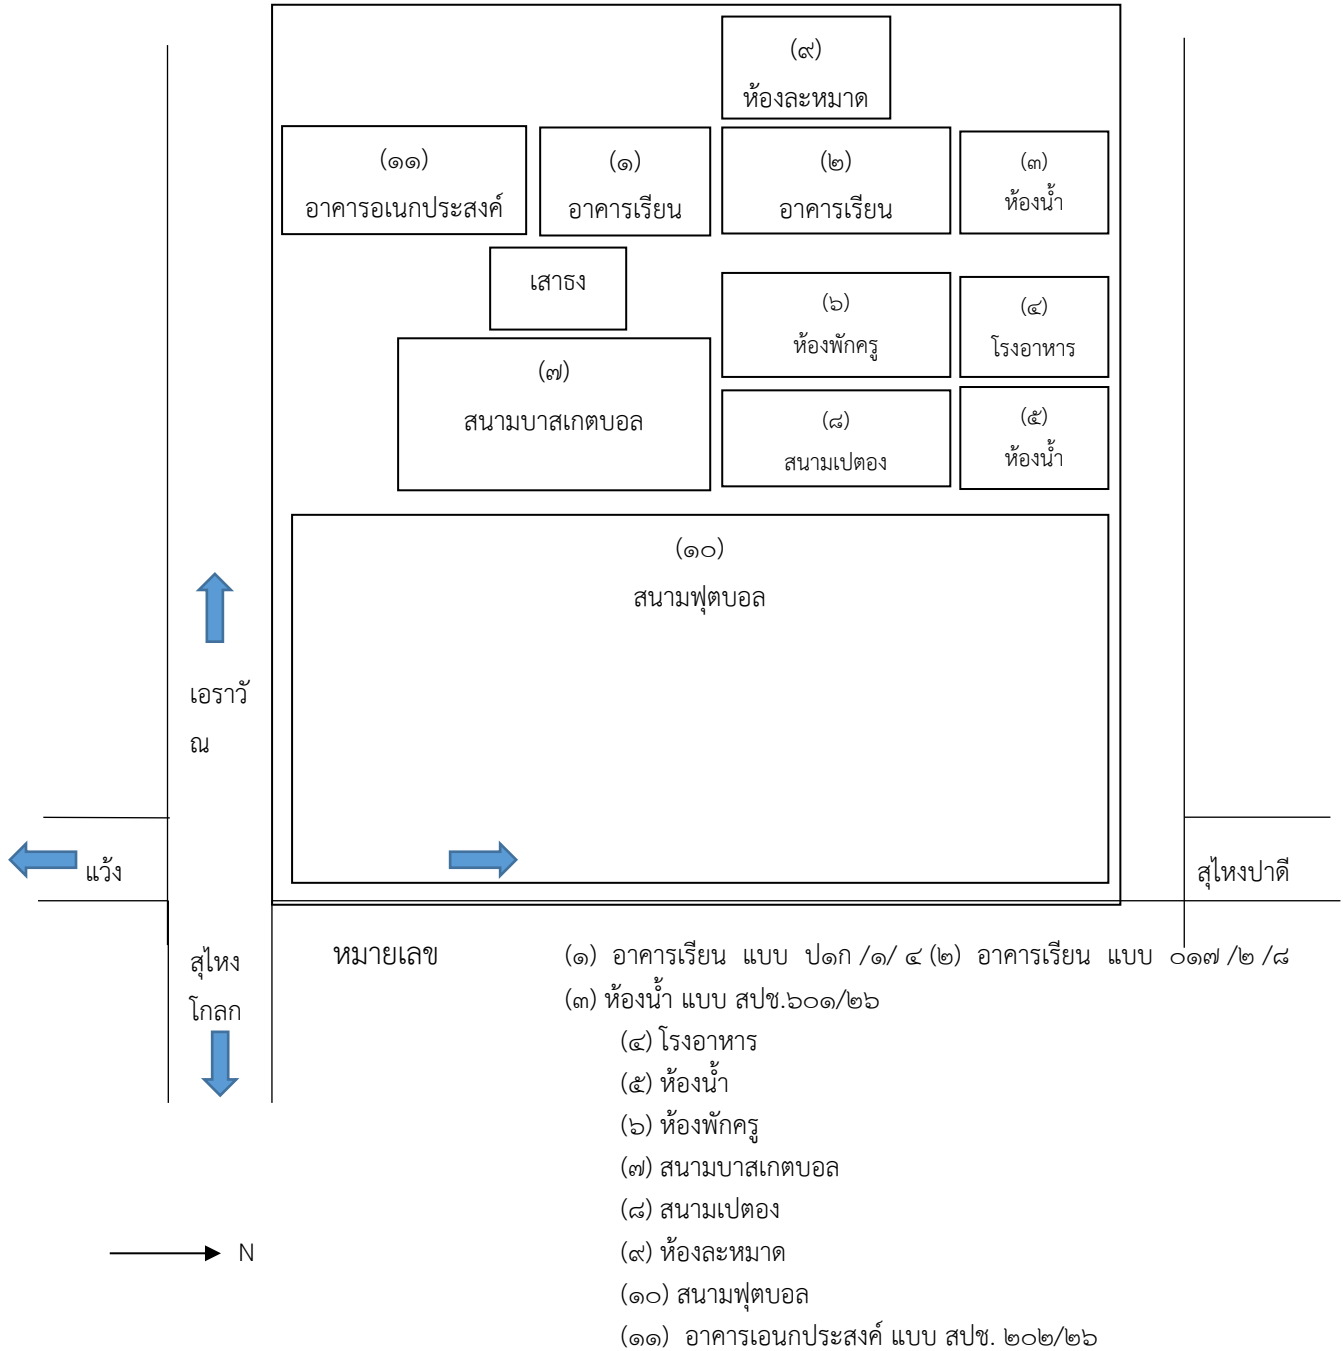 (๙)
ห้องละหมาด
(๑๑)
อาคารอเนกประสงค์
(๑)
อาคารเรียน
(๒)
อาคารเรียน
(๓)
ห้องน้ำ
เสาธง
(๖)
ห้องพักครู
(๔)
โรงอาหาร
(๗)
สนามบาสเกตบอล
(๘)
สนามเปตอง
(๕)
ห้องน้ำ
(๑๐)
สนามฟุตบอล
เอราวั
ณ
แว้ง
สุไหงปาดี
สุไหง
โกลก
หมายเลข (๑) อาคารเรียน แบบ ป๑ก /๑/ ๔ (๒) อาคารเรียน แบบ ๐๑๗ /๒ /๘
(๓) ห้องน้ำ แบบ สปช.๖๐๑/๒๖
(๔) โรงอาหาร
(๕) ห้องน้ำ
(๖) ห้องพักครู
(๗) สนามบาสเกตบอล
(๘) สนามเปตอง
(๙) ห้องละหมาด
N
(๑๐) สนามฟุตบอล
(๑๑) อาคารเอนกประสงค์ แบบ สปช. ๒๐๒/๒๖